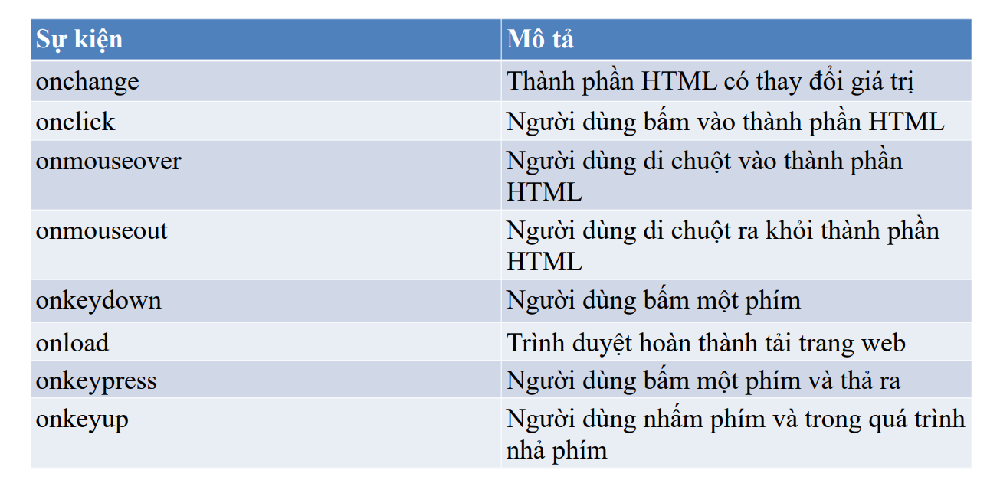 Sự kiện Mô tả
onchange Thành phần HTML có thay đổi giá trị
onclick Người dùng bấm vào thành phần HTML
onmouseover Người dùng di chuột vào thành phần
HTML
onmouseout Người dùng di chuột ra khỏi thành phần
HTML
onkeydown Người dùng bấm một phím
onload Trình duyệt hoàn thành tải trang web
onkeypress Người dùng bấm một phím và thả ra
onkeyup Người dùng nhấm phím và trong quá trình
nhả phím